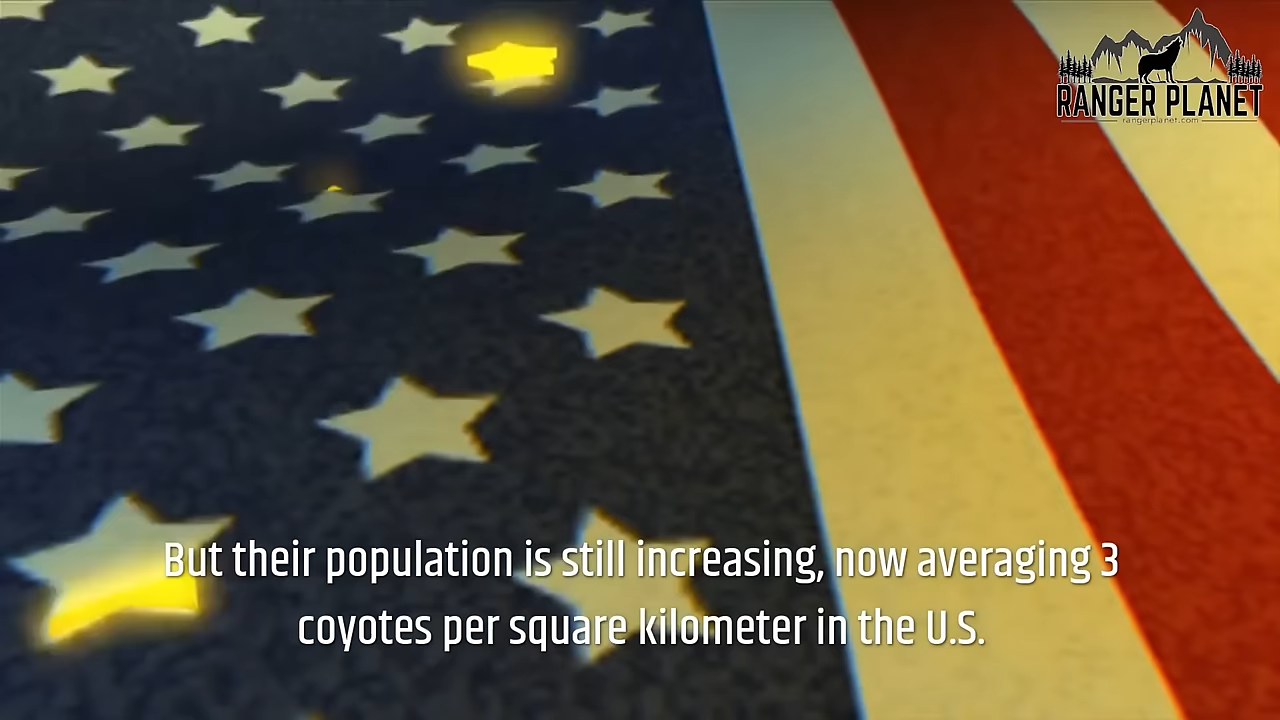 RANGER PLANET
rangerplanet.com
But their population is still increasing, now averaging 3
coyotes per square kilometer in the U.S.